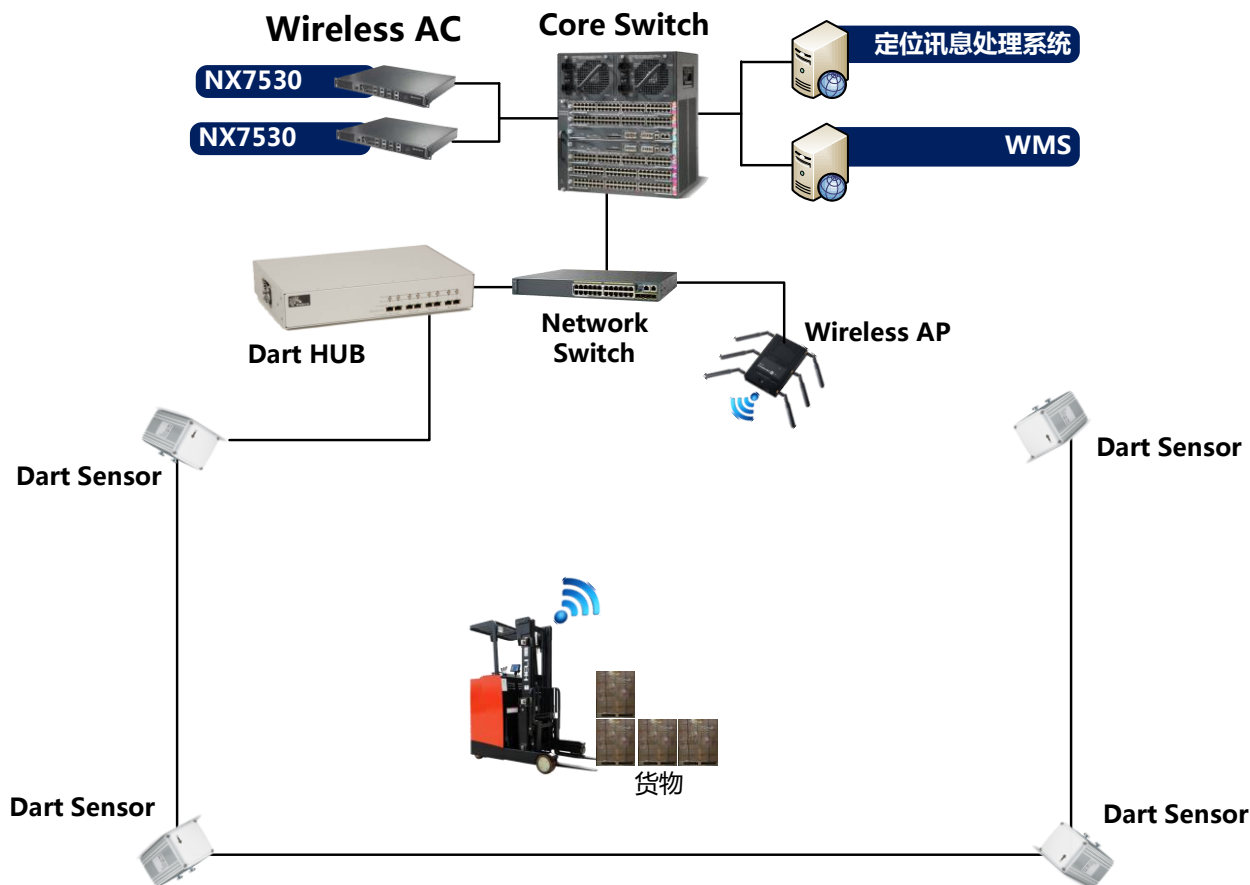 Wireless AC
Core Switch
NX7530
定位讯息处理系统
NX7530
WMS
Dart HUB
Network
Switch
Wireless AP
Dart Sensor
Dart Sensor
货物
Dart Sensor
Dart Sensor